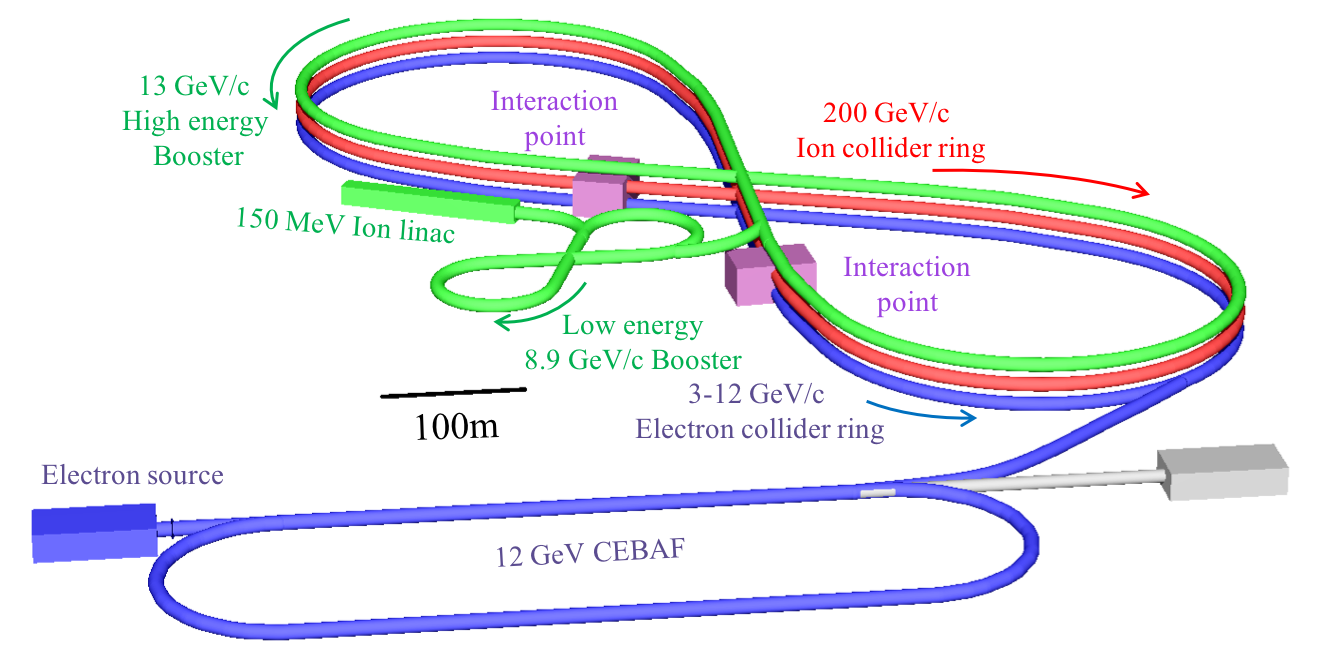 13 GeV/c
High energy
Booster
Interaction
point
200 GeV/c
Ion collider ring
150 MeV Ion linac
Interaction
point
Low energy
8.9 GeV/c Booster
3-12 GeV/c
Electron collider ring
100m
Electron source
12 GeV CEBAF